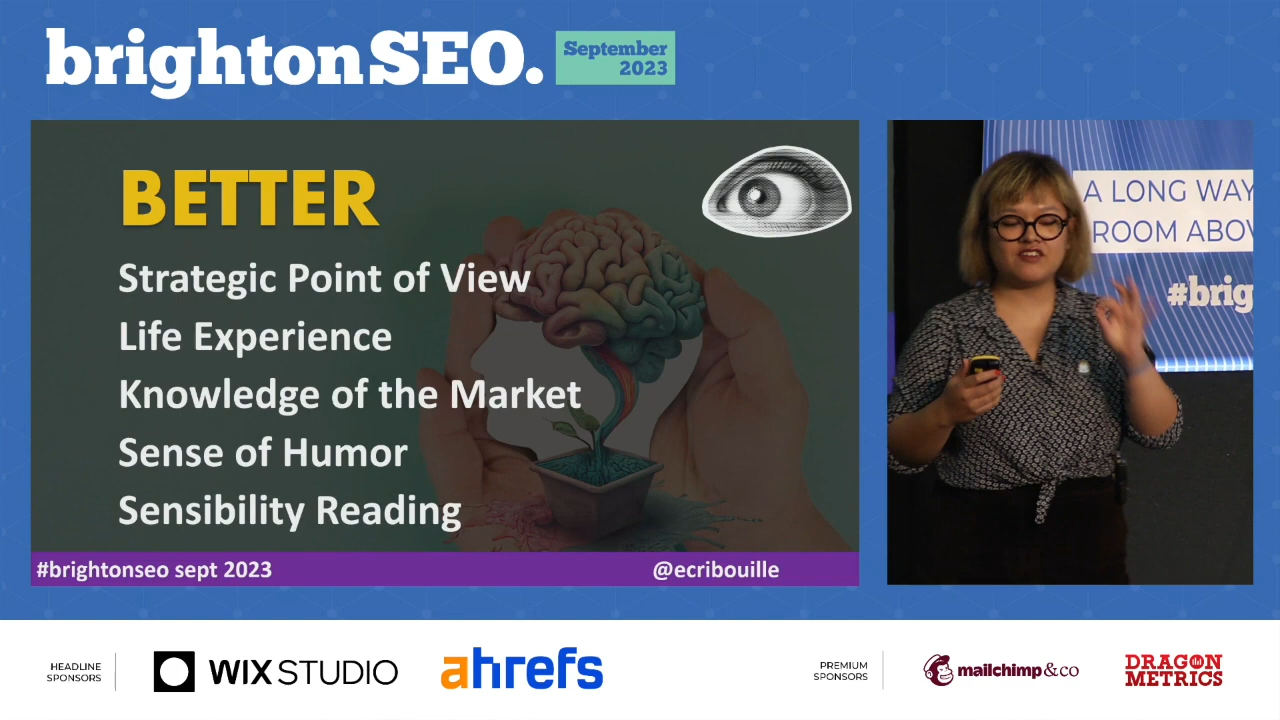 brightonSEO.
September
2023
BETTER
Strategic Point of View
Life Experience
Knowledge of the Market
Sense of Humor
Sensibility Reading
#brightonseo sept 2023
@ecribouille
A LONG WAY
ROOM ABOV
#brig
HEADLINE
SPONSORS
WIX STUDIO
ahrefs
PREMIUM
SPONSORS
mailchimp&co
DRAGON
METRICS